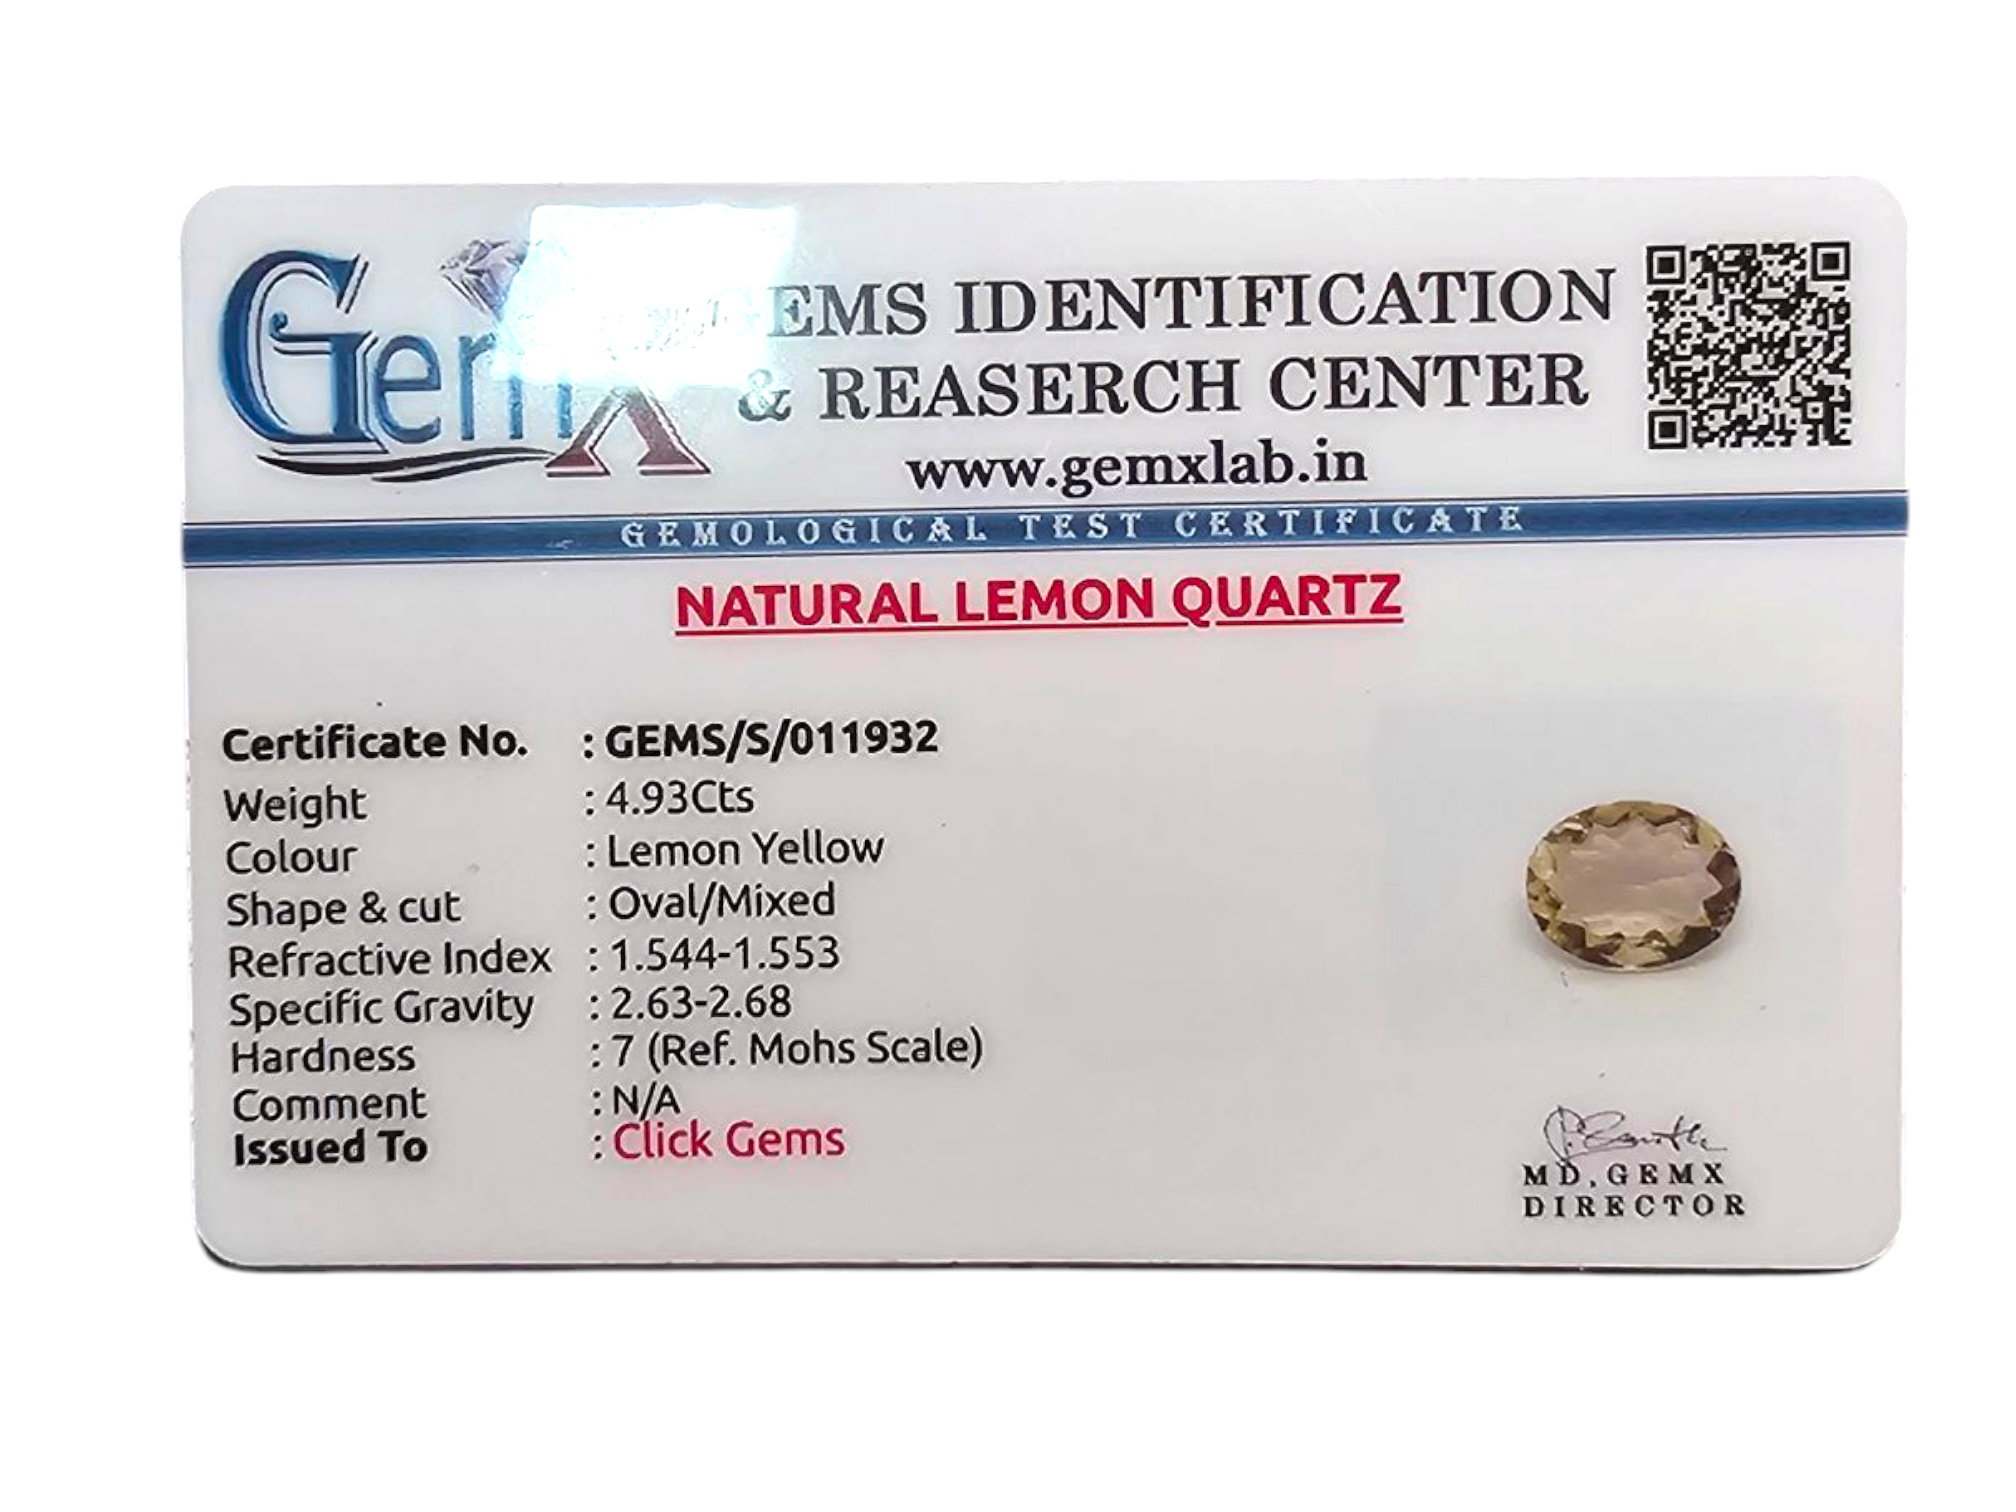 GemX
GEMS IDENTIFICATION
& REASERCH CENTER
www.gemxlab.in
GEMOLOGICAL TEST CERTIFICATE
NATURAL LEMON QUARTZ
Certificate No. : GEMS/S/011932
Weight : 4.93Cts
Colour : Lemon Yellow
Shape & cut : Oval/Mixed
Refractive Index : 1.544-1.553
Specific Gravity : 2.63-2.68
Hardness : 7 (Ref. Mohs Scale)
Comment : N/A
Issued To : Click Gems
MD, GEMX
DIRECTOR